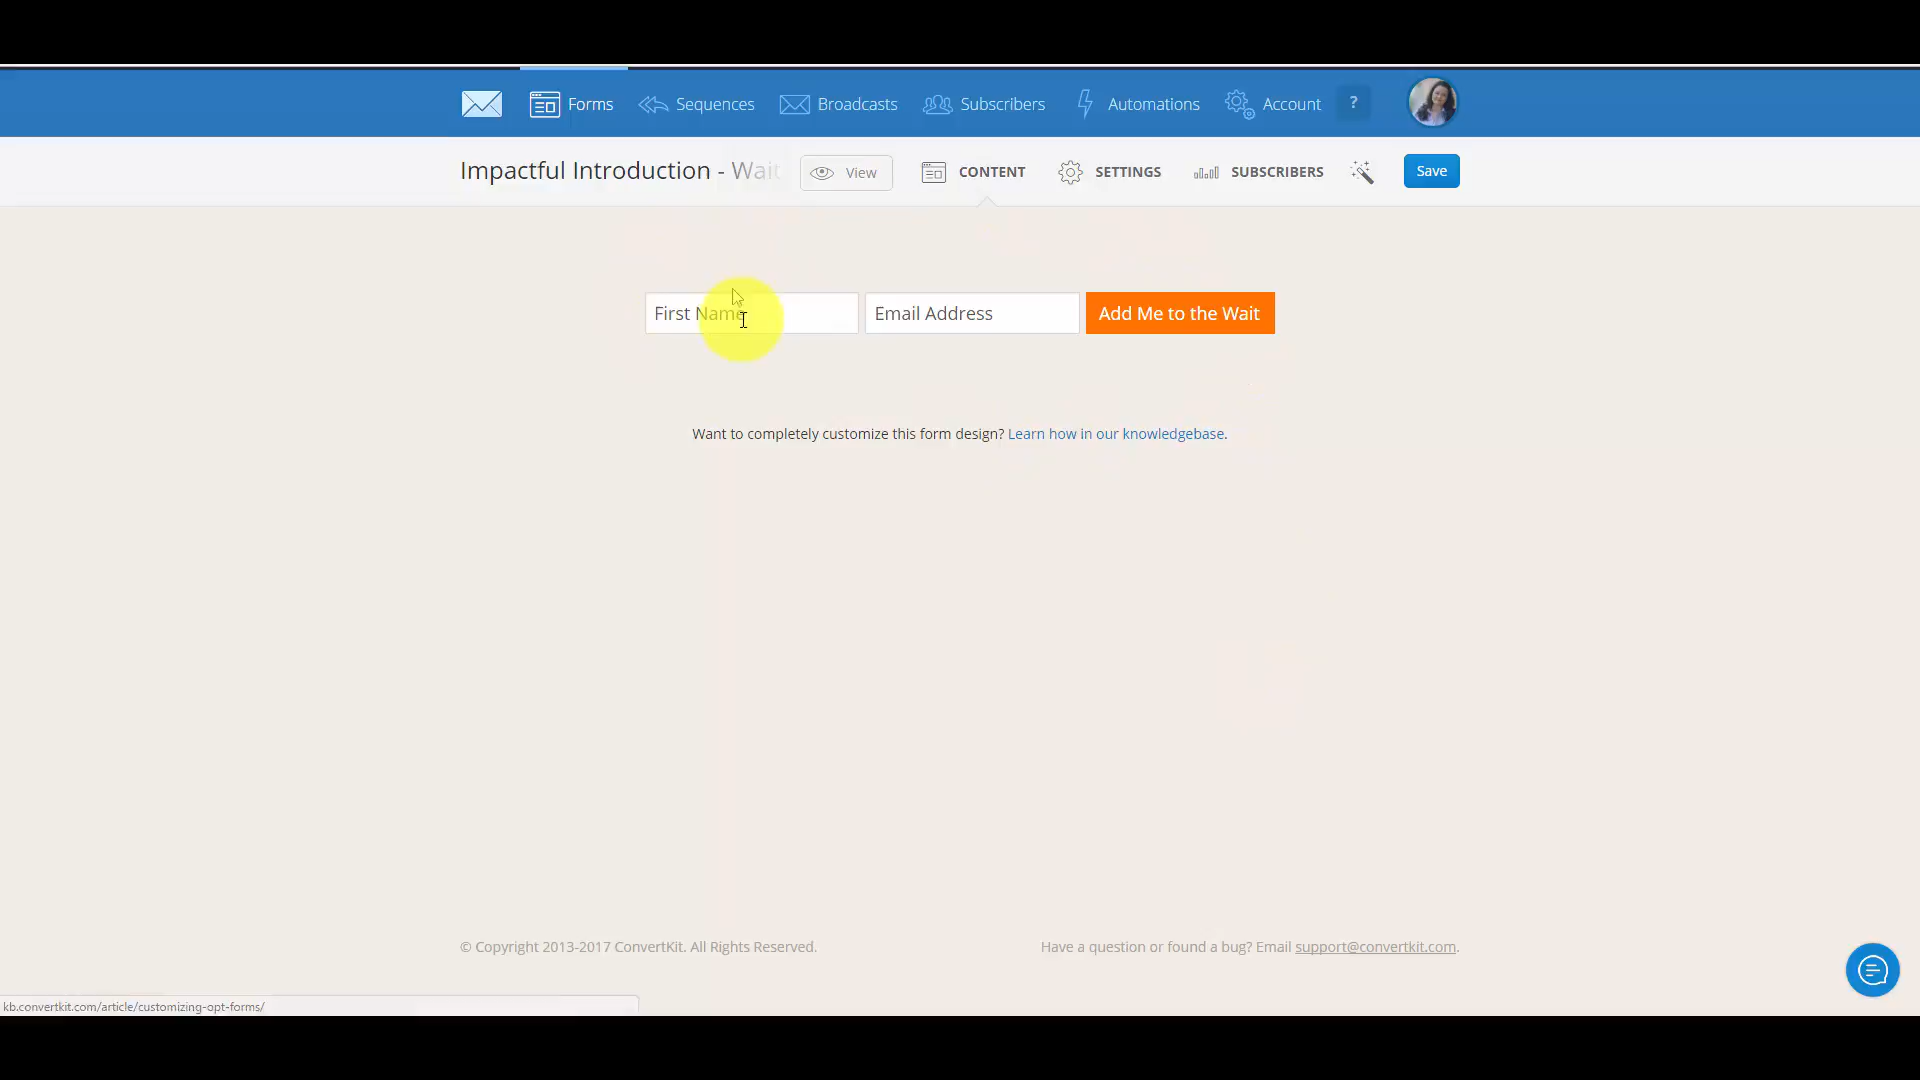 Forms Sequences Broadcasts Subscribers Automations Account ?
Impactful Introduction - Wait View CONTENT SETTINGS SUBSCRIBERS Save
First Name Email Address Add Me to the Wait
Want to completely customize this form design? Learn how in our knowledgebase.
© Copyright 2013-2017 ConvertKit. All Rights Reserved. Have a question or found a bug? Email support@convertkit.com.
kb.convertkit.com/article/customizing-opt-forms/